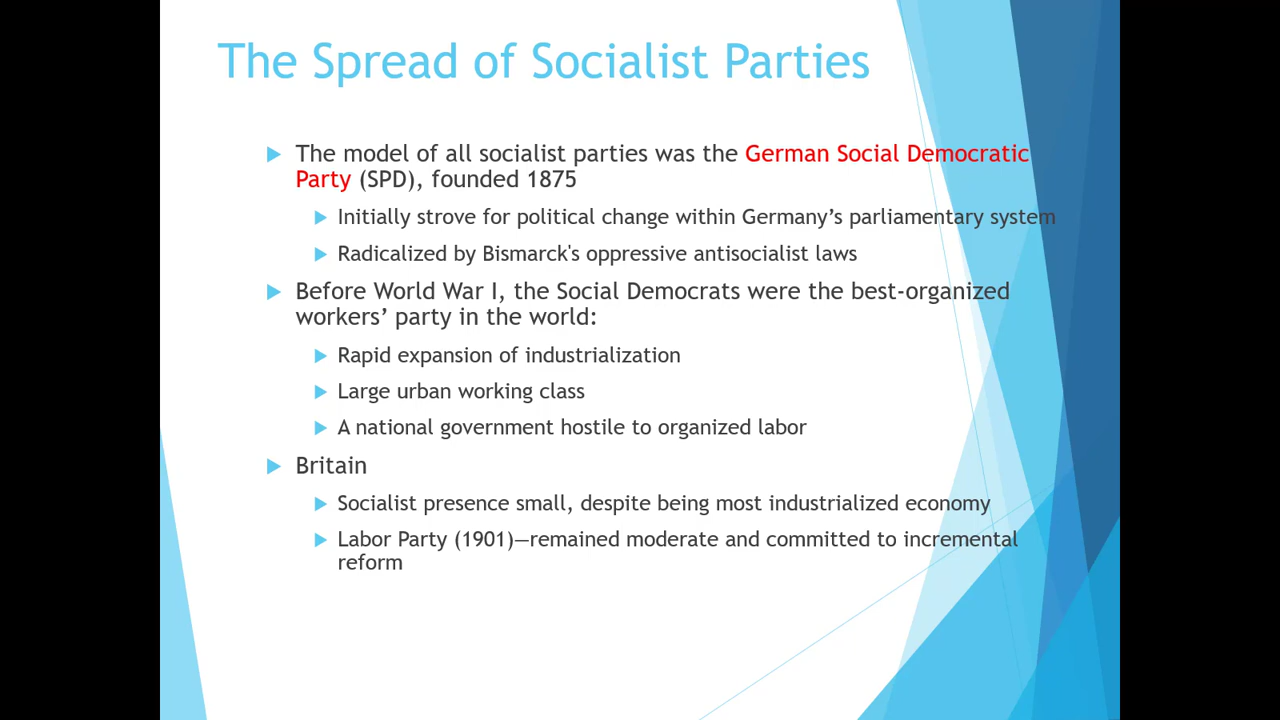 The Spread of Socialist Parties
The model of all socialist parties was the German Social Democratic
Party (SPD), founded 1875
Initially strove for political change within Germany’s parliamentary system
Radicalized by Bismarck's oppressive antisocialist laws
Before World War I, the Social Democrats were the best-organized
workers’ party in the world:
Rapid expansion of industrialization
Large urban working class
A national government hostile to organized labor
Britain
Socialist presence small, despite being most industrialized economy
Labor Party (1901)—remained moderate and committed to incremental
reform